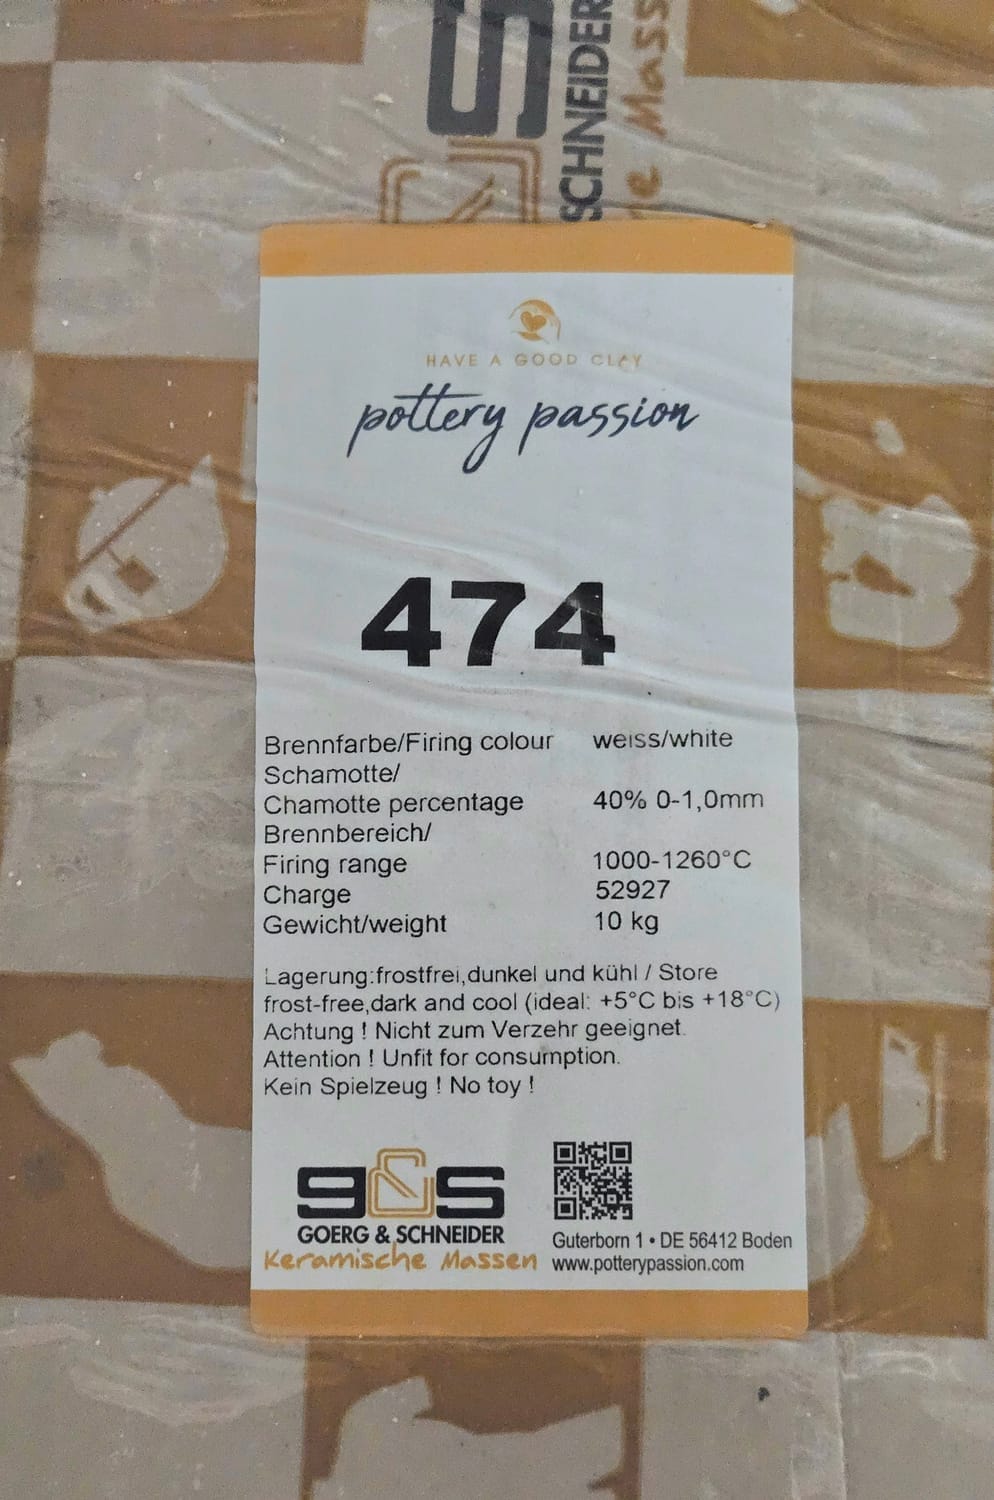 SCHNEIDER
HAVE A GOOD CLAY
pottery passion
474
Brennfarbe/Firing colour weiss/white
Schamotte/
Chamotte percentage 40% 0-1,0mm
Brennbereich/
Firing range 1000-1260°C
Charge 52927
Gewicht/weight 10 kg
Lagerung:frostfrei,dunkel und kühl / Store
frost-free,dark and cool (ideal: +5°C bis +18°C)
Achtung ! Nicht zum Verzehr geeignet.
Attention ! Unfit for consumption.
Kein Spielzeug ! No toy !
g&s
GOERG & SCHNEIDER
Keramische Massen
Guterborn 1 • DE 56412 Boden
www.potterypassion.com